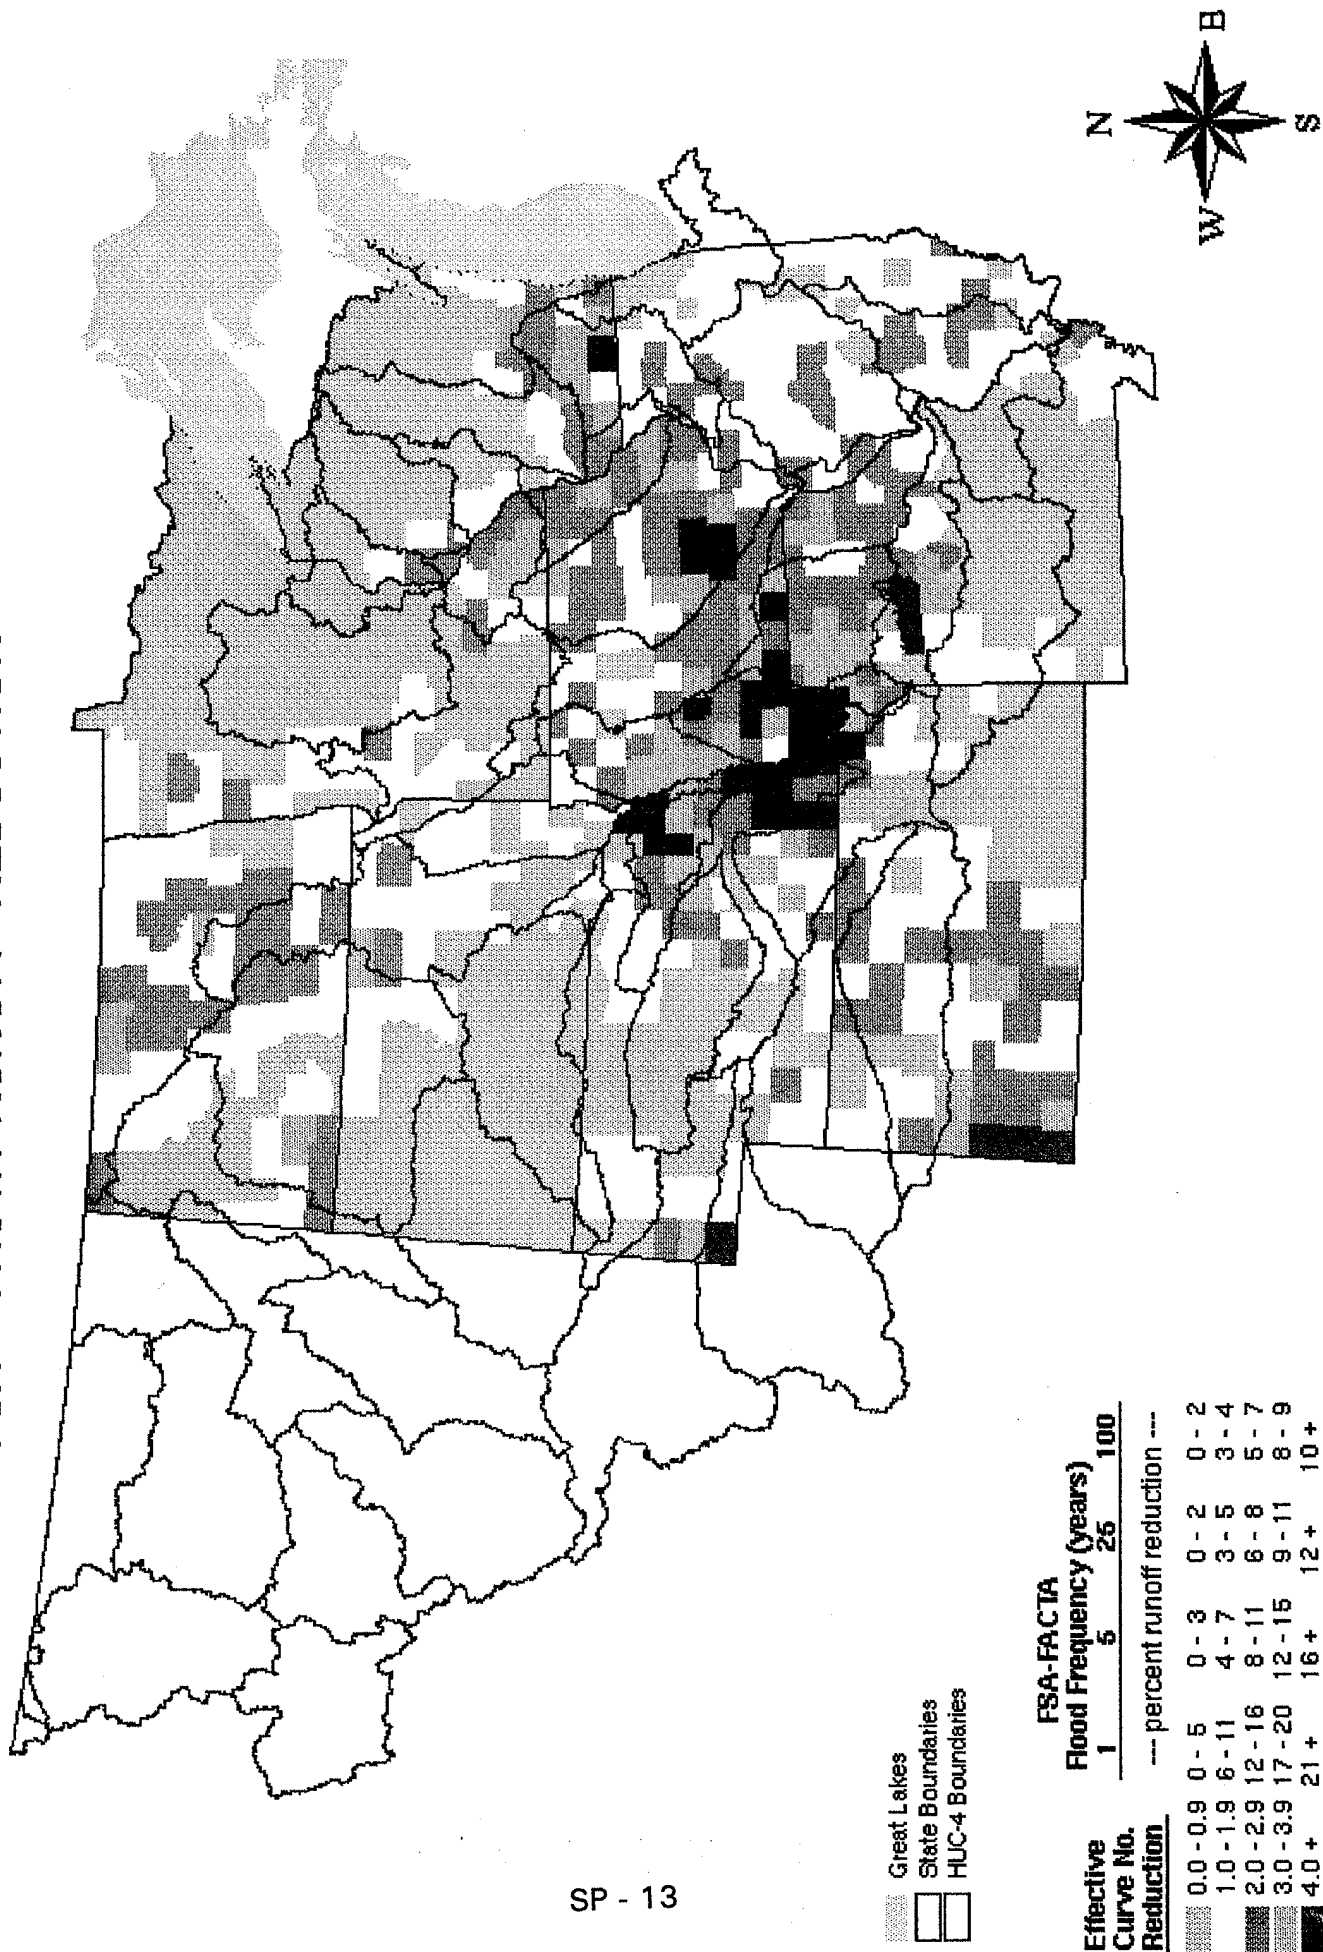 N
W E
S
Great Lakes
State Boundaries
HUC-4 Boundaries
FSA-FACTA
Flood Frequency (years)
Effective
Curve No.
Reduction
1 5 25 100
--- percent runoff reduction ---
0.0 - 0.9 0 - 5 0 - 3 0 - 2 0 - 2
1.0 - 1.9 6 - 11 4 - 7 3 - 5 3 - 4
2.0 - 2.9 12 - 16 8 - 11 6 - 8 5 - 7
3.0 - 3.9 17 - 20 12 - 15 9 - 11 8 - 9
4.0 + 21 + 16 + 12 + 10 +
SP - 13